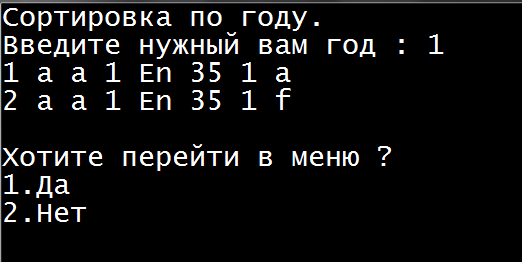 Сортировка по году.
Введите нужный вам год : 1
1 a a 1 En 35 1 a
2 a a 1 En 35 1 f
Хотите перейти в меню ?
1.Да
2.Нет